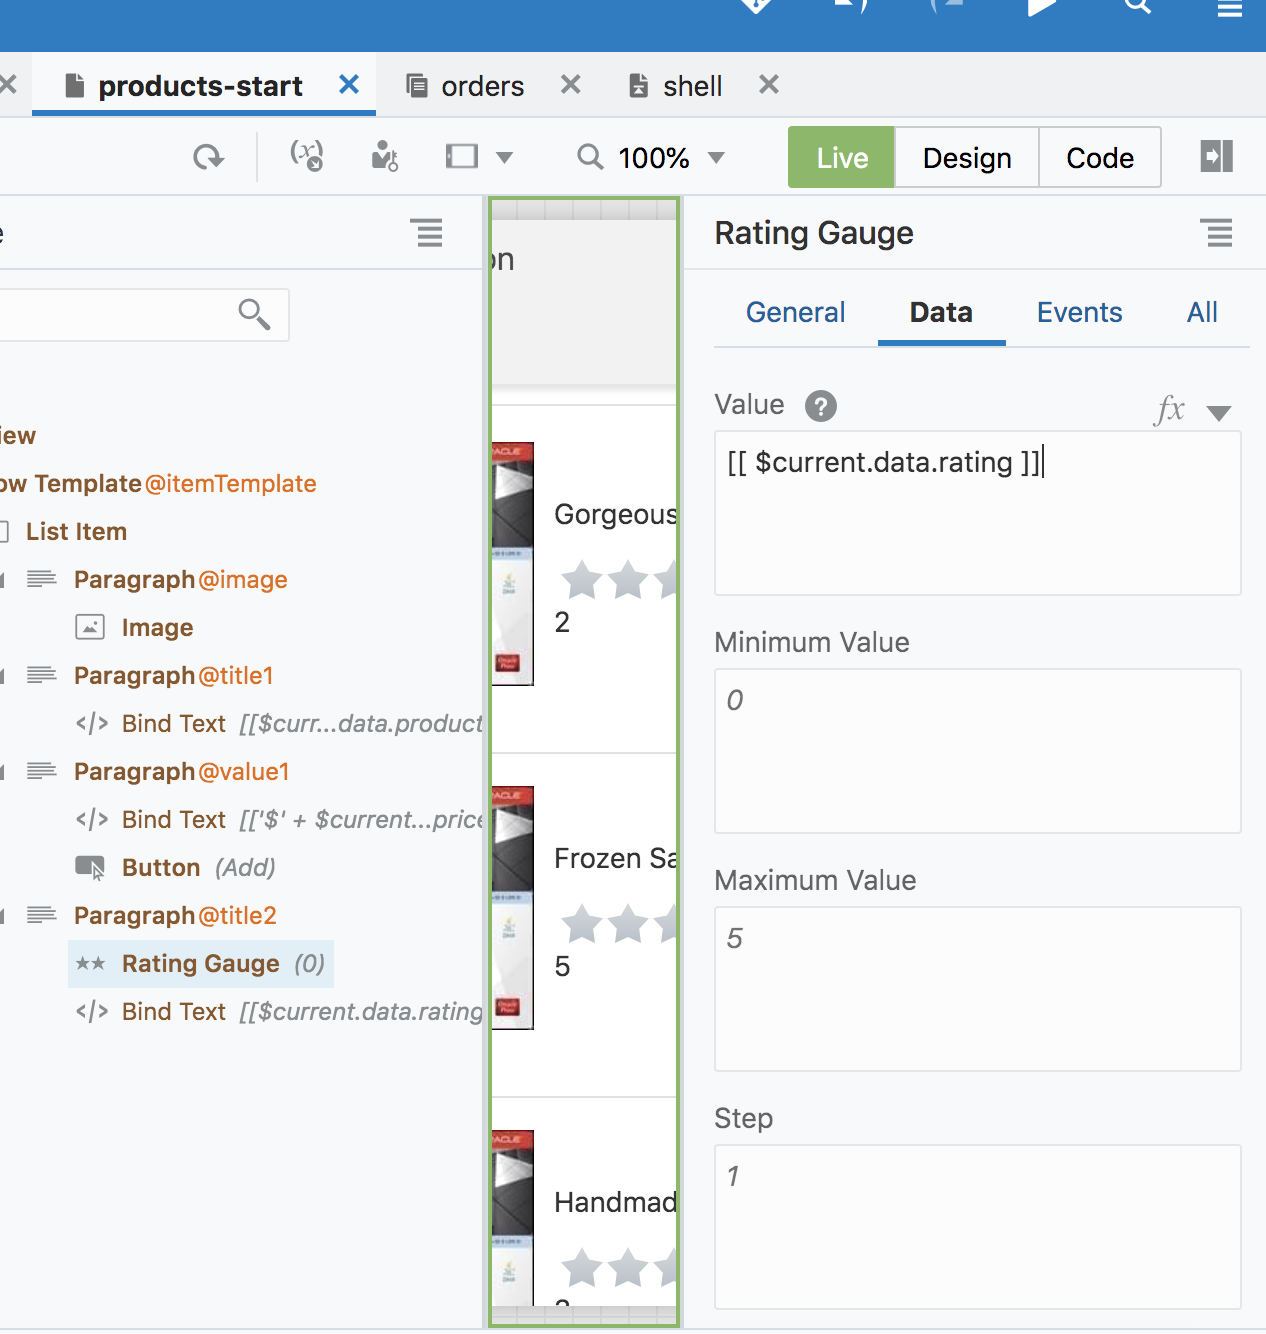 products-start
orders
shell
100%
Live
Design
Code
Rating Gauge
General
Data
Events
All
Value
fx
[[ $current.data.rating ]]
Minimum Value
0
Maximum Value
5
Step
1
@itemTemplate
Template
List Item
Paragraph@image
Image
Paragraph@title1
Bind Text [[$curr...data.product
Paragraph@value1
Bind Text [['$' + $current...price
Button (Add)
Paragraph@title2
Rating Gauge (0)
Bind Text [[$current.data.rating
on
Gorgeous
2
Frozen Sa
5
Handmad